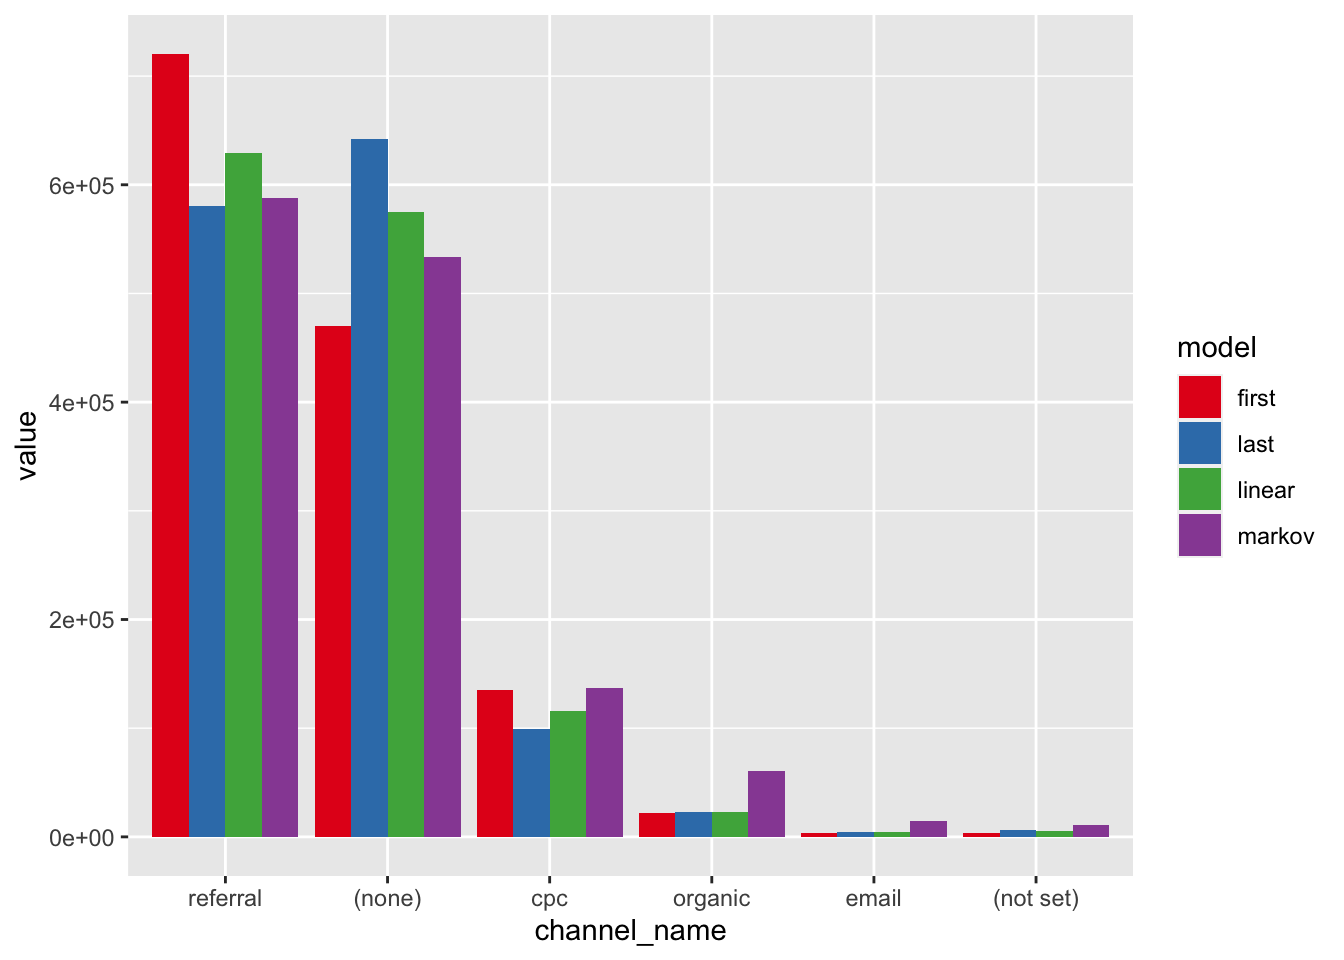 6e+05
4e+05
2e+05
0e+00
value
referral (none) cpc organic email (not set)
channel_name
model
first
last
linear
markov